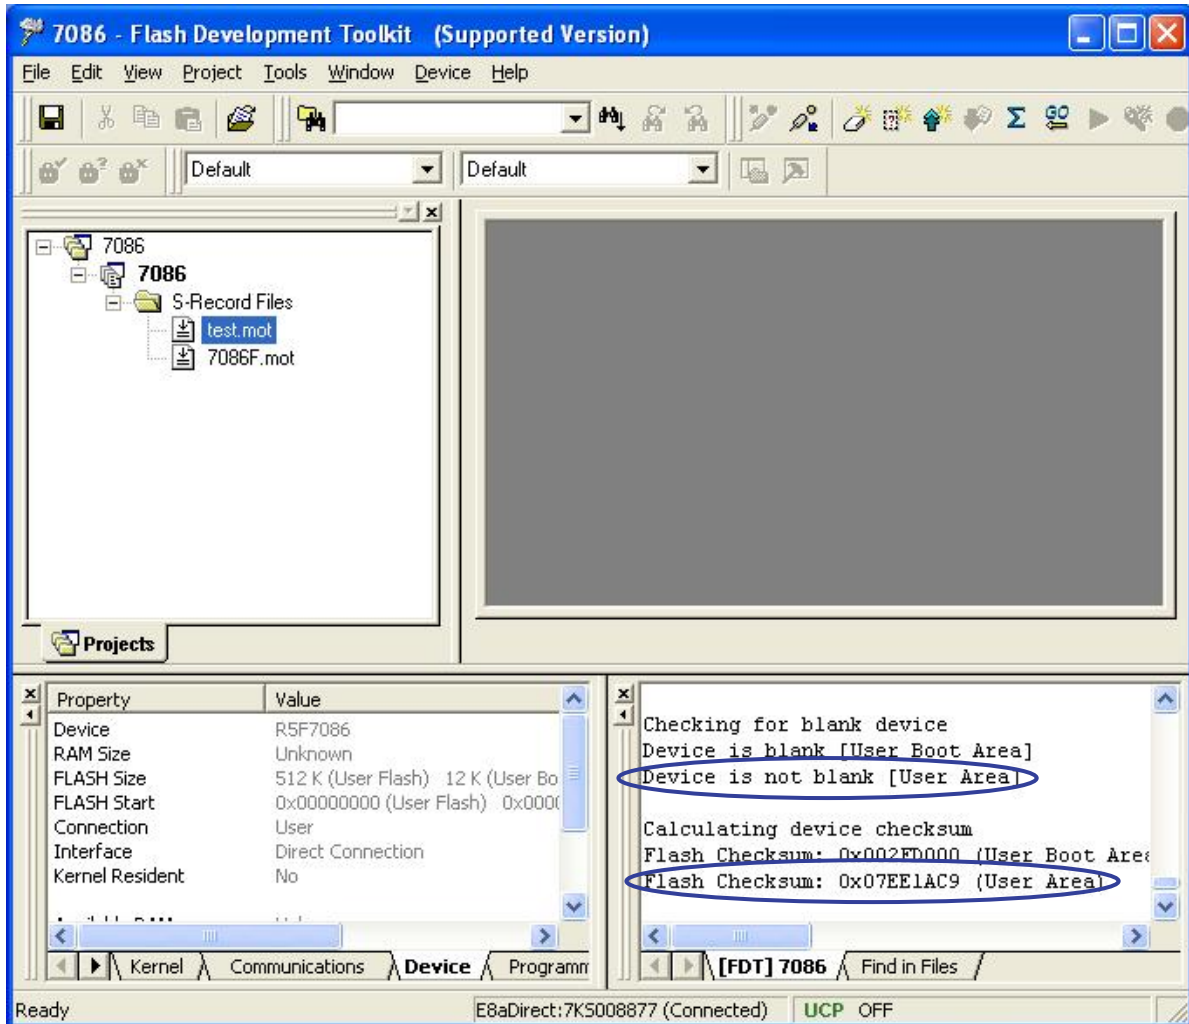 7086 - Flash Development Toolkit (Supported Version)
File Edit View Project Tools Window Device Help
GO
Default
Default
7086
7086
S-Record Files
test.mot
7086F.mot
Projects
Property Value
Device R5F7086
RAM Size Unknown
FLASH Size 512 K (User Flash) 12 K (User Bo
FLASH Start 0x00000000 (User Flash) 0x000
Connection User
Interface Direct Connection
Kernel Resident No
Kernel Communications Device Programm
Checking for blank device
Device is blank [User Boot Area]
Device is not blank [User Area]
Calculating device checksum
Flash Checksum: 0x002FD000 (User Boot Area
Flash Checksum: 0x07EE1AC9 (User Area)
[FDT] 7086 Find in Files
Ready E8aDirect:7KS008877 (Connected) UCP OFF